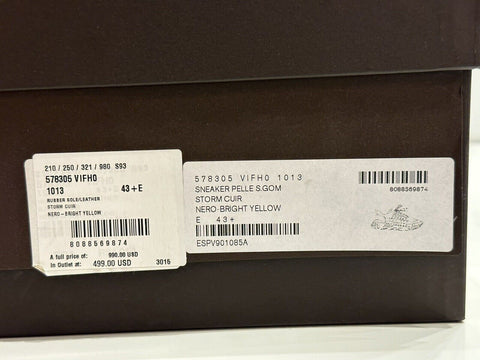 210 / 250 / 321 / 980 S93
578305 VIFH0
1013 43+E
RUBBER SOLE/LEATHER
STORM CUIR
NERO-BRIGHT YELLOW
8088569874
A full price of: 990.00 USD
In Outlet at: 499.00 USD 3015
578305 VIFH0 1013
SNEAKER PELLE S.GOM
STORM CUIR
NERO-BRIGHT YELLOW
E 43+
ESPV901085A
8088569874